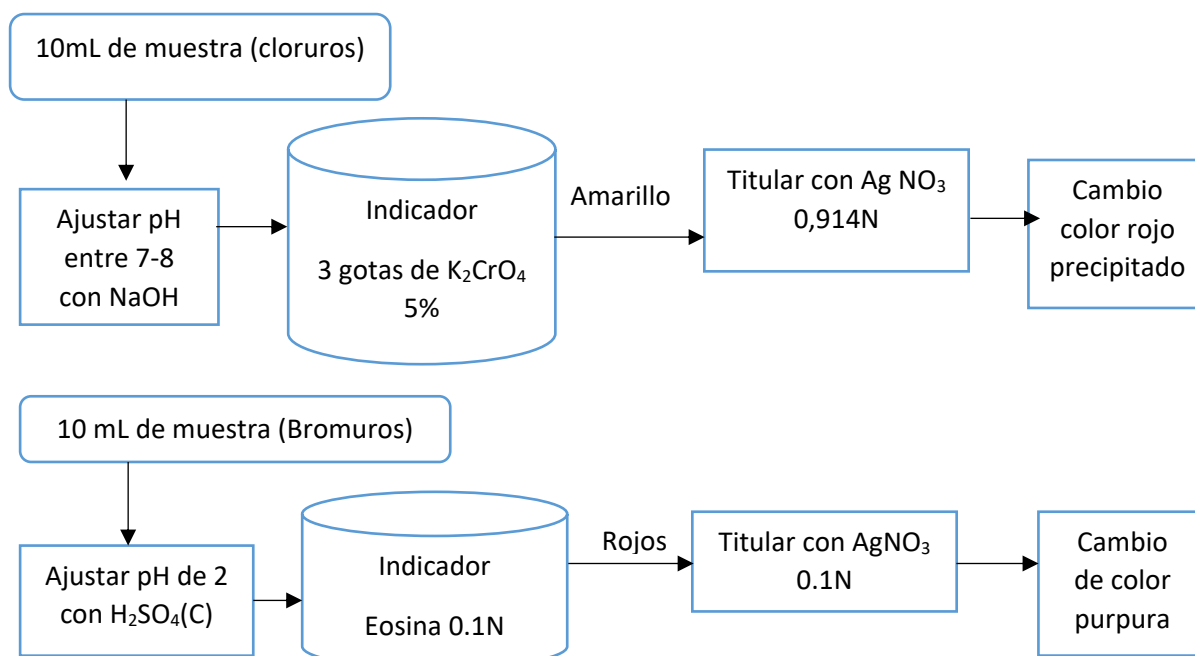 10mL de muestra (cloruros)
Ajustar pH
entre 7-8
con NaOH
Indicador
3 gotas de K₂CrO₄
5%
Amarillo
Titular con Ag NO₃
0,914N
Cambio
color rojo
precipitado
10 mL de muestra (Bromuros)
Ajustar pH de 2
con H₂SO₄(C)
Indicador
Eosina 0.1N
Rojos
Titular con AgNO₃
0.1N
Cambio
de color
purpura